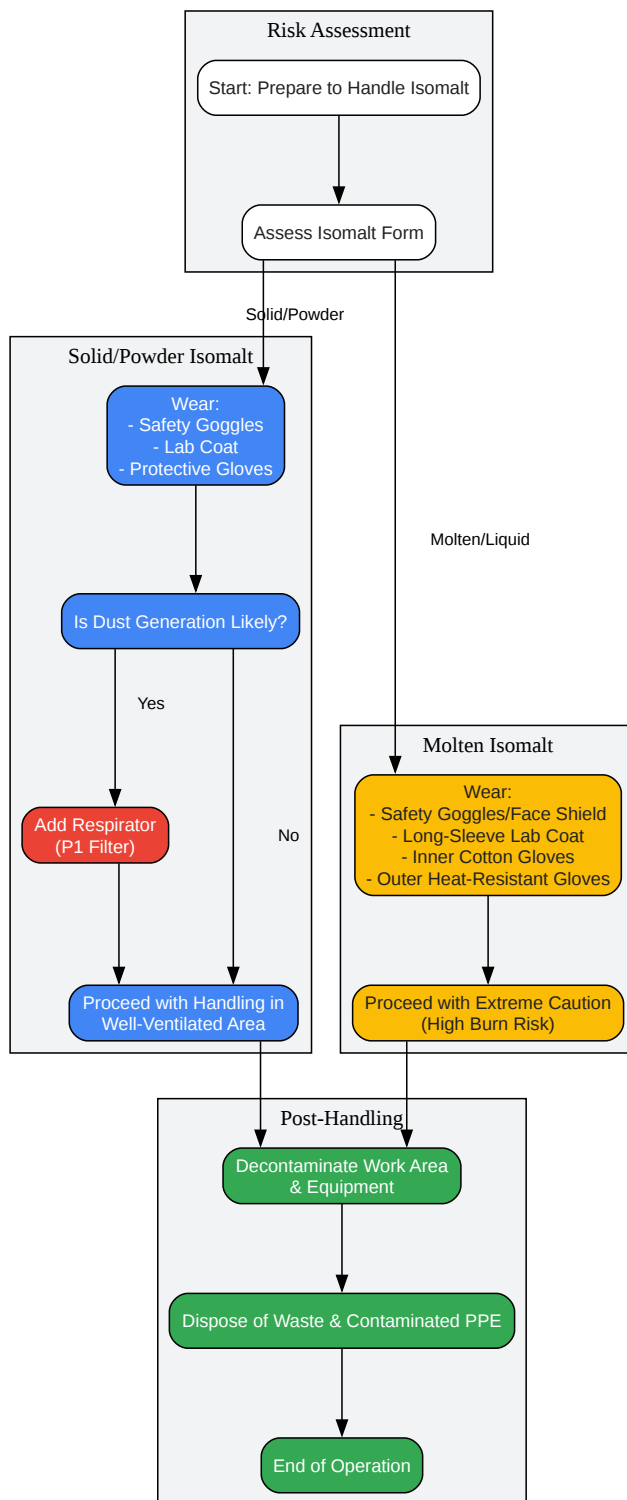 Risk Assessment
Start: Prepare to Handle Isomalt
Assess Isomalt Form
Solid/Powder
Solid/Powder Isomalt
Wear:
- Safety Goggles
- Lab Coat
- Protective Gloves
Is Dust Generation Likely?
Yes
Add Respirator
(P1 Filter)
No
Proceed with Handling in
Well-Ventilated Area
Molten/Liquid
Molten Isomalt
Wear:
- Safety Goggles/Face Shield
- Long-Sleeve Lab Coat
- Inner Cotton Gloves
- Outer Heat-Resistant Gloves
Proceed with Extreme Caution
(High Burn Risk)
Post-Handling
Decontaminate Work Area
& Equipment
Dispose of Waste & Contaminated PPE
End of Operation